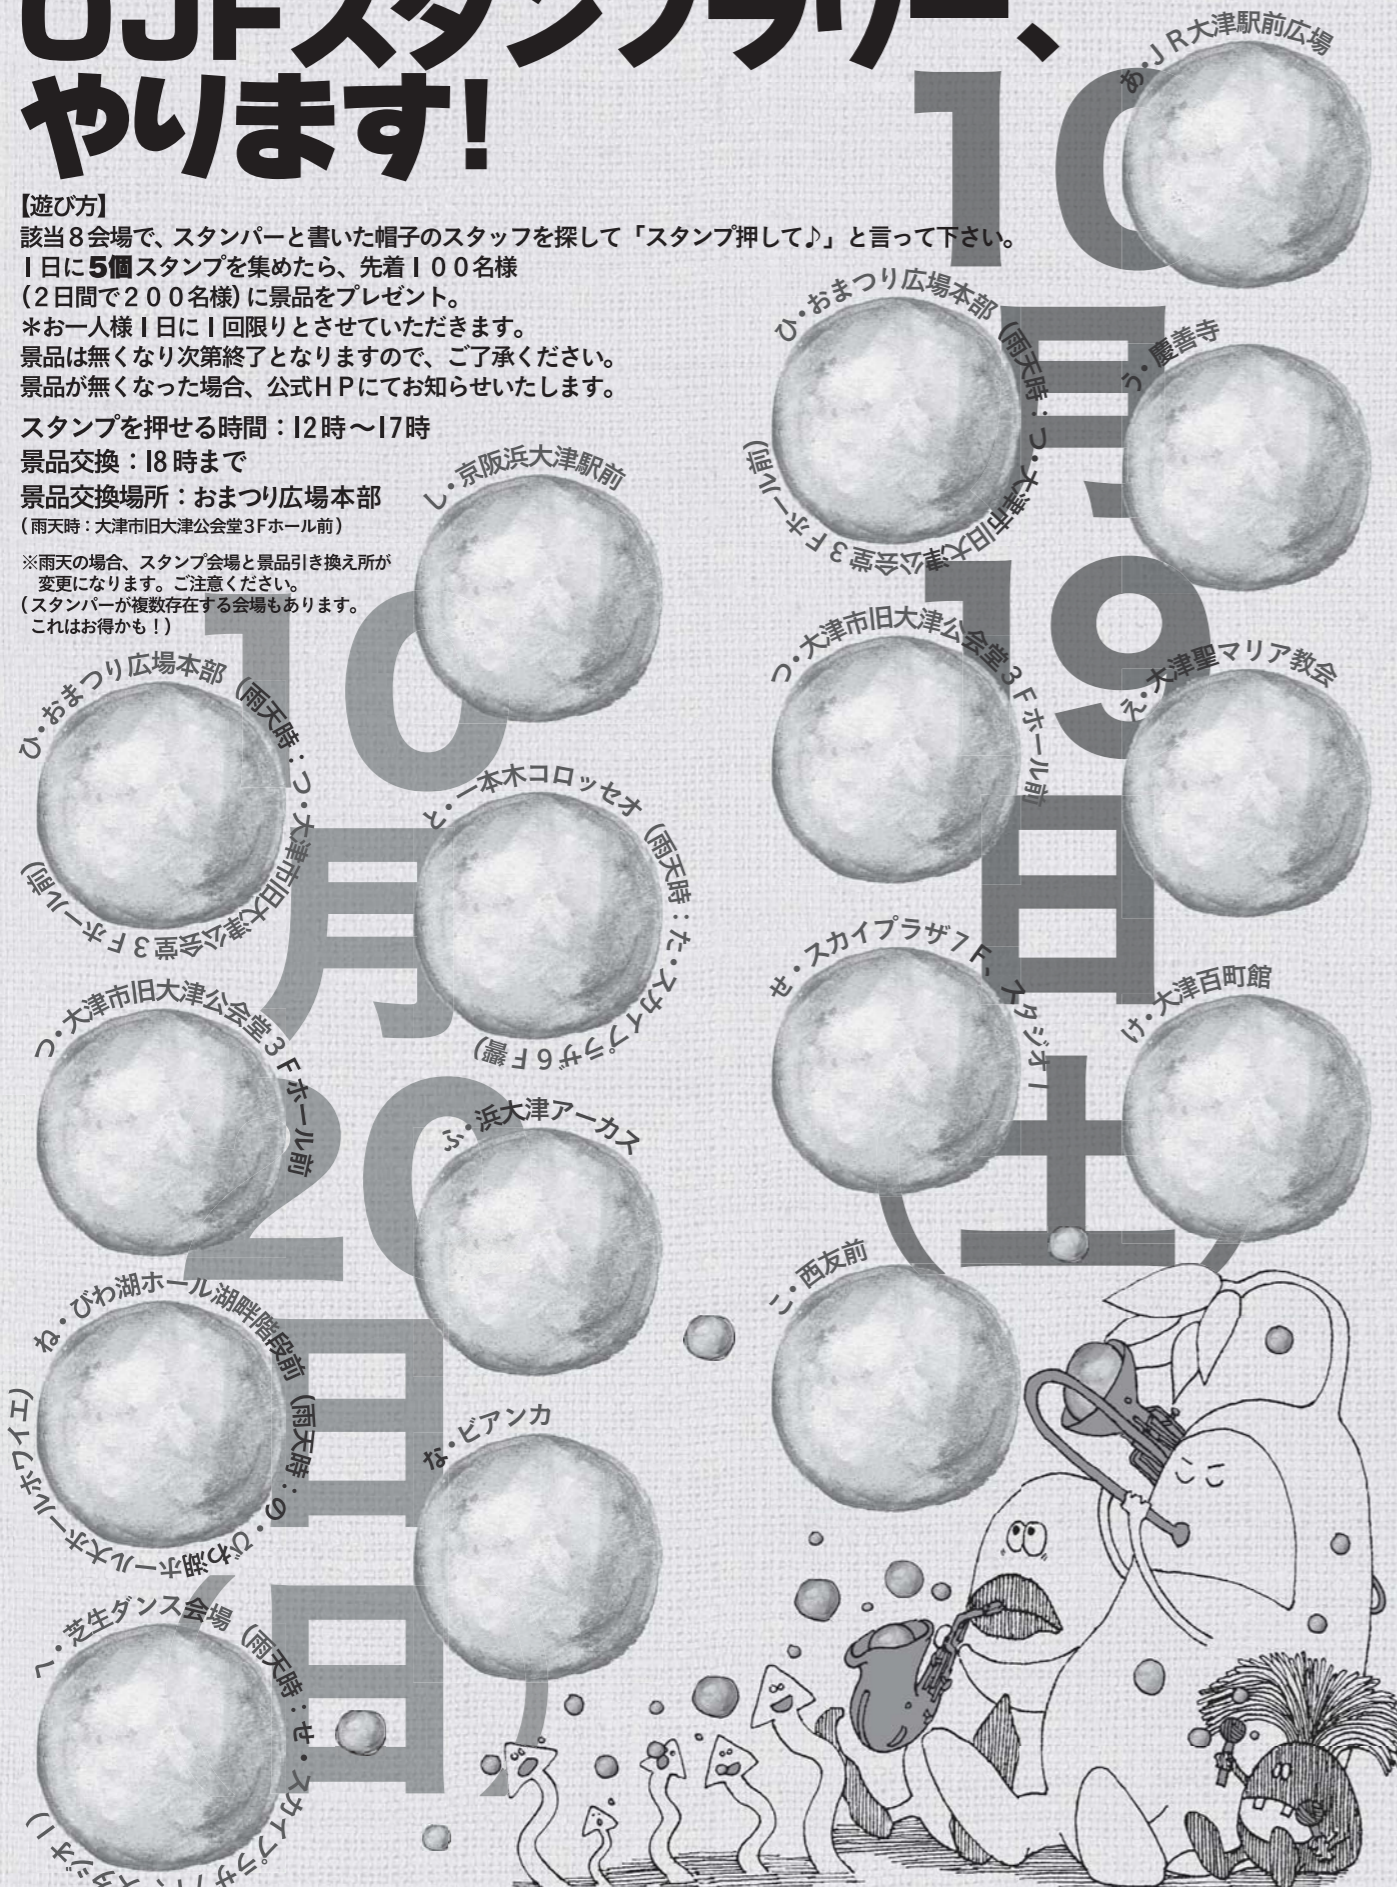 OJFスタンプラリー、
やります!
【遊び方】
該当8会場で、スタンパーと書いた帽子のスタッフを探して「スタンプ押して♪」と言って下さい。
1日に5個スタンプを集めたら、先着100名様
(2日間で200名様)に景品をプレゼント。
*お一人様1日に1回限りとさせていただきます。
景品は無くなり次第終了となりますので、ご了承ください。
景品が無くなった場合、公式HPにてお知らせいたします。
スタンプを押せる時間:12時〜17時
景品交換:18時まで
景品交換場所:おまつり広場本部
(雨天時:大津市旧大津公会堂3Fホール前)
※雨天の場合、スタンプ会場と景品引き換え所が
変更になります。ご注意ください。
(スタンパーが複数存在する会場もあります。
これはお得かも!)
10月19日(土)
あ・JR大津駅前広場
ひ・おまつり広場本部(雨天時:つ・大津市旧大津公会堂3Fホール前)
う・慶善寺
つ・大津市旧大津公会堂3Fホール前
え・大津聖マリア教会
せ・スカイプラザ7F、スタジオ1
け・大津百町館
こ・西友前
10月20日(日)
し・京阪浜大津駅前
ひ・おまつり広場本部(雨天時:つ・大津市旧大津公会堂3Fホール前)
と・一本木コロッセオ(雨天時:た・スカイプラザ6F響)
つ・大津市旧大津公会堂3Fホール前
ふ・浜大津アーカス
ね・びわ湖ホール湖畔階段前(雨天時:の・びわ湖ホール大ホールホワイエ)
な・ビアンカ
へ・芝生ダンス会場(雨天時:せ・スカイプラザ7F、スタジオ1)